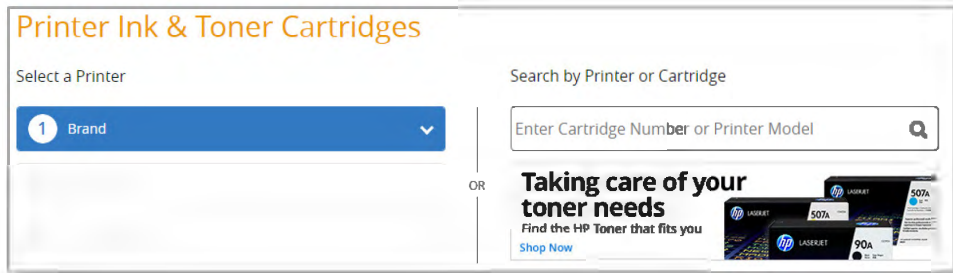 Printer Ink & Toner Cartridges
Select a Printer
1 Brand
OR
Search by Printer or Cartridge
Enter Cartridge Number or Printer Model
Taking care of your
toner needs
Find the HP Toner that fits you
Shop Now
hp LASERJET 507A
LASERJET 507A
hp LASERJET 90A